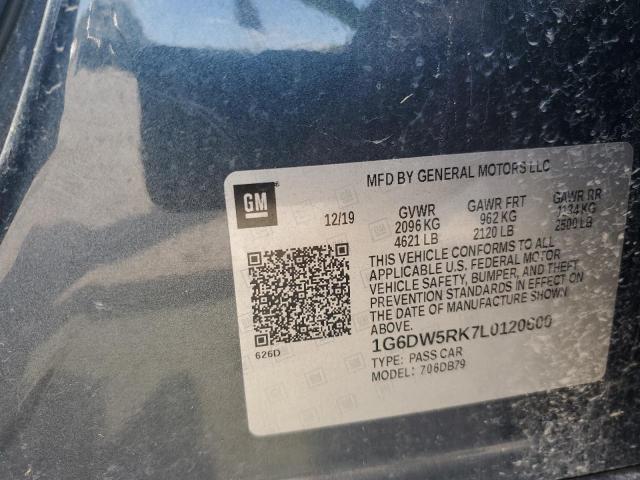 MFD BY GENERAL MOTORS LLC
GM
12/19
GVWR
2096 KG
4621 LB
GAWR FRT
962 KG
2120 LB
GAWR RR
1134 KG
2500 LB
THIS VEHICLE CONFORMS TO ALL
APPLICABLE U.S. FEDERAL MOTOR
VEHICLE SAFETY, BUMPER, AND THEFT
PREVENTION STANDARDS IN EFFECT ON
THE DATE OF MANUFACTURE SHOWN
ABOVE.
626D
1G6DW5RK7L0120600
TYPE: PASS CAR
MODEL: 706DB79